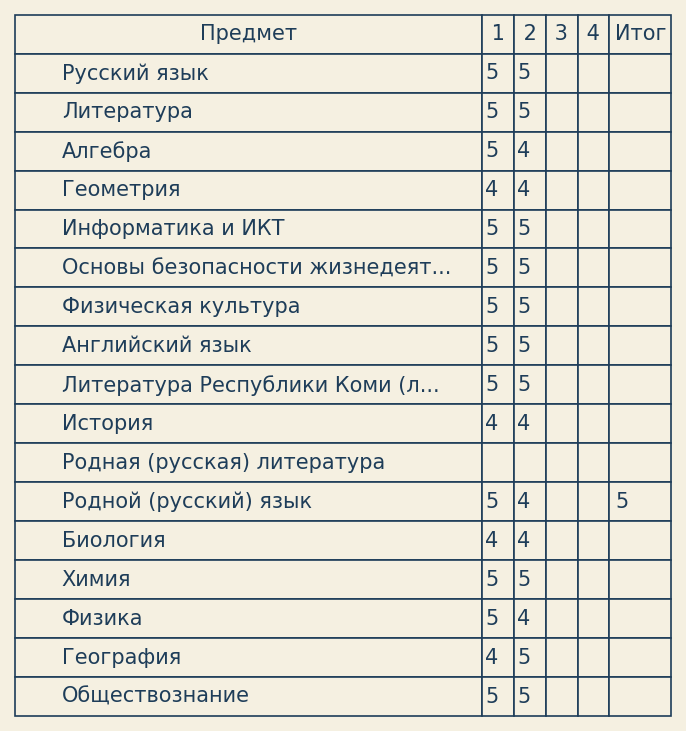 Предмет 1 2 3 4 Итог
Русский язык 5 5
Литература 5 5
Алгебра 5 4
Геометрия 4 4
Информатика и ИКТ 5 5
Основы безопасности жизнедеят... 5 5
Физическая культура 5 5
Английский язык 5 5
Литература Республики Коми (л... 5 5
История 4 4
Родная (русская) литература
Родной (русский) язык 5 4 5
Биология 4 4
Химия 5 5
Физика 5 4
География 4 5
Обществознание 5 5